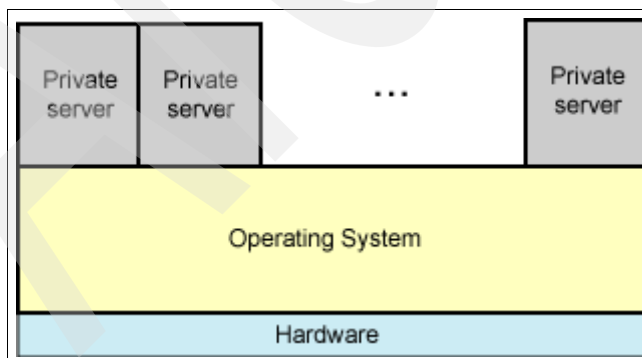 Private
server
Private
server
...
Private
server
Operating System
Hardware